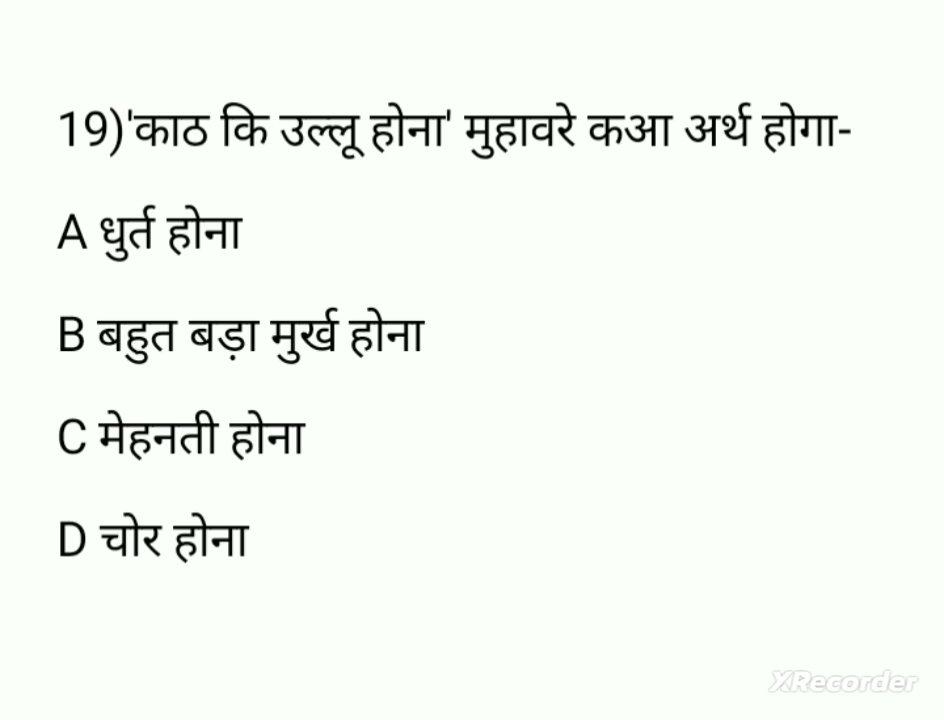 19)'काठ कि उल्लू होना' मुहावरे कआ अर्थ होगा-
A धुर्त होना
B बहुत बड़ा मुर्ख होना
C मेहनती होना
D चोर होना
XRecorder